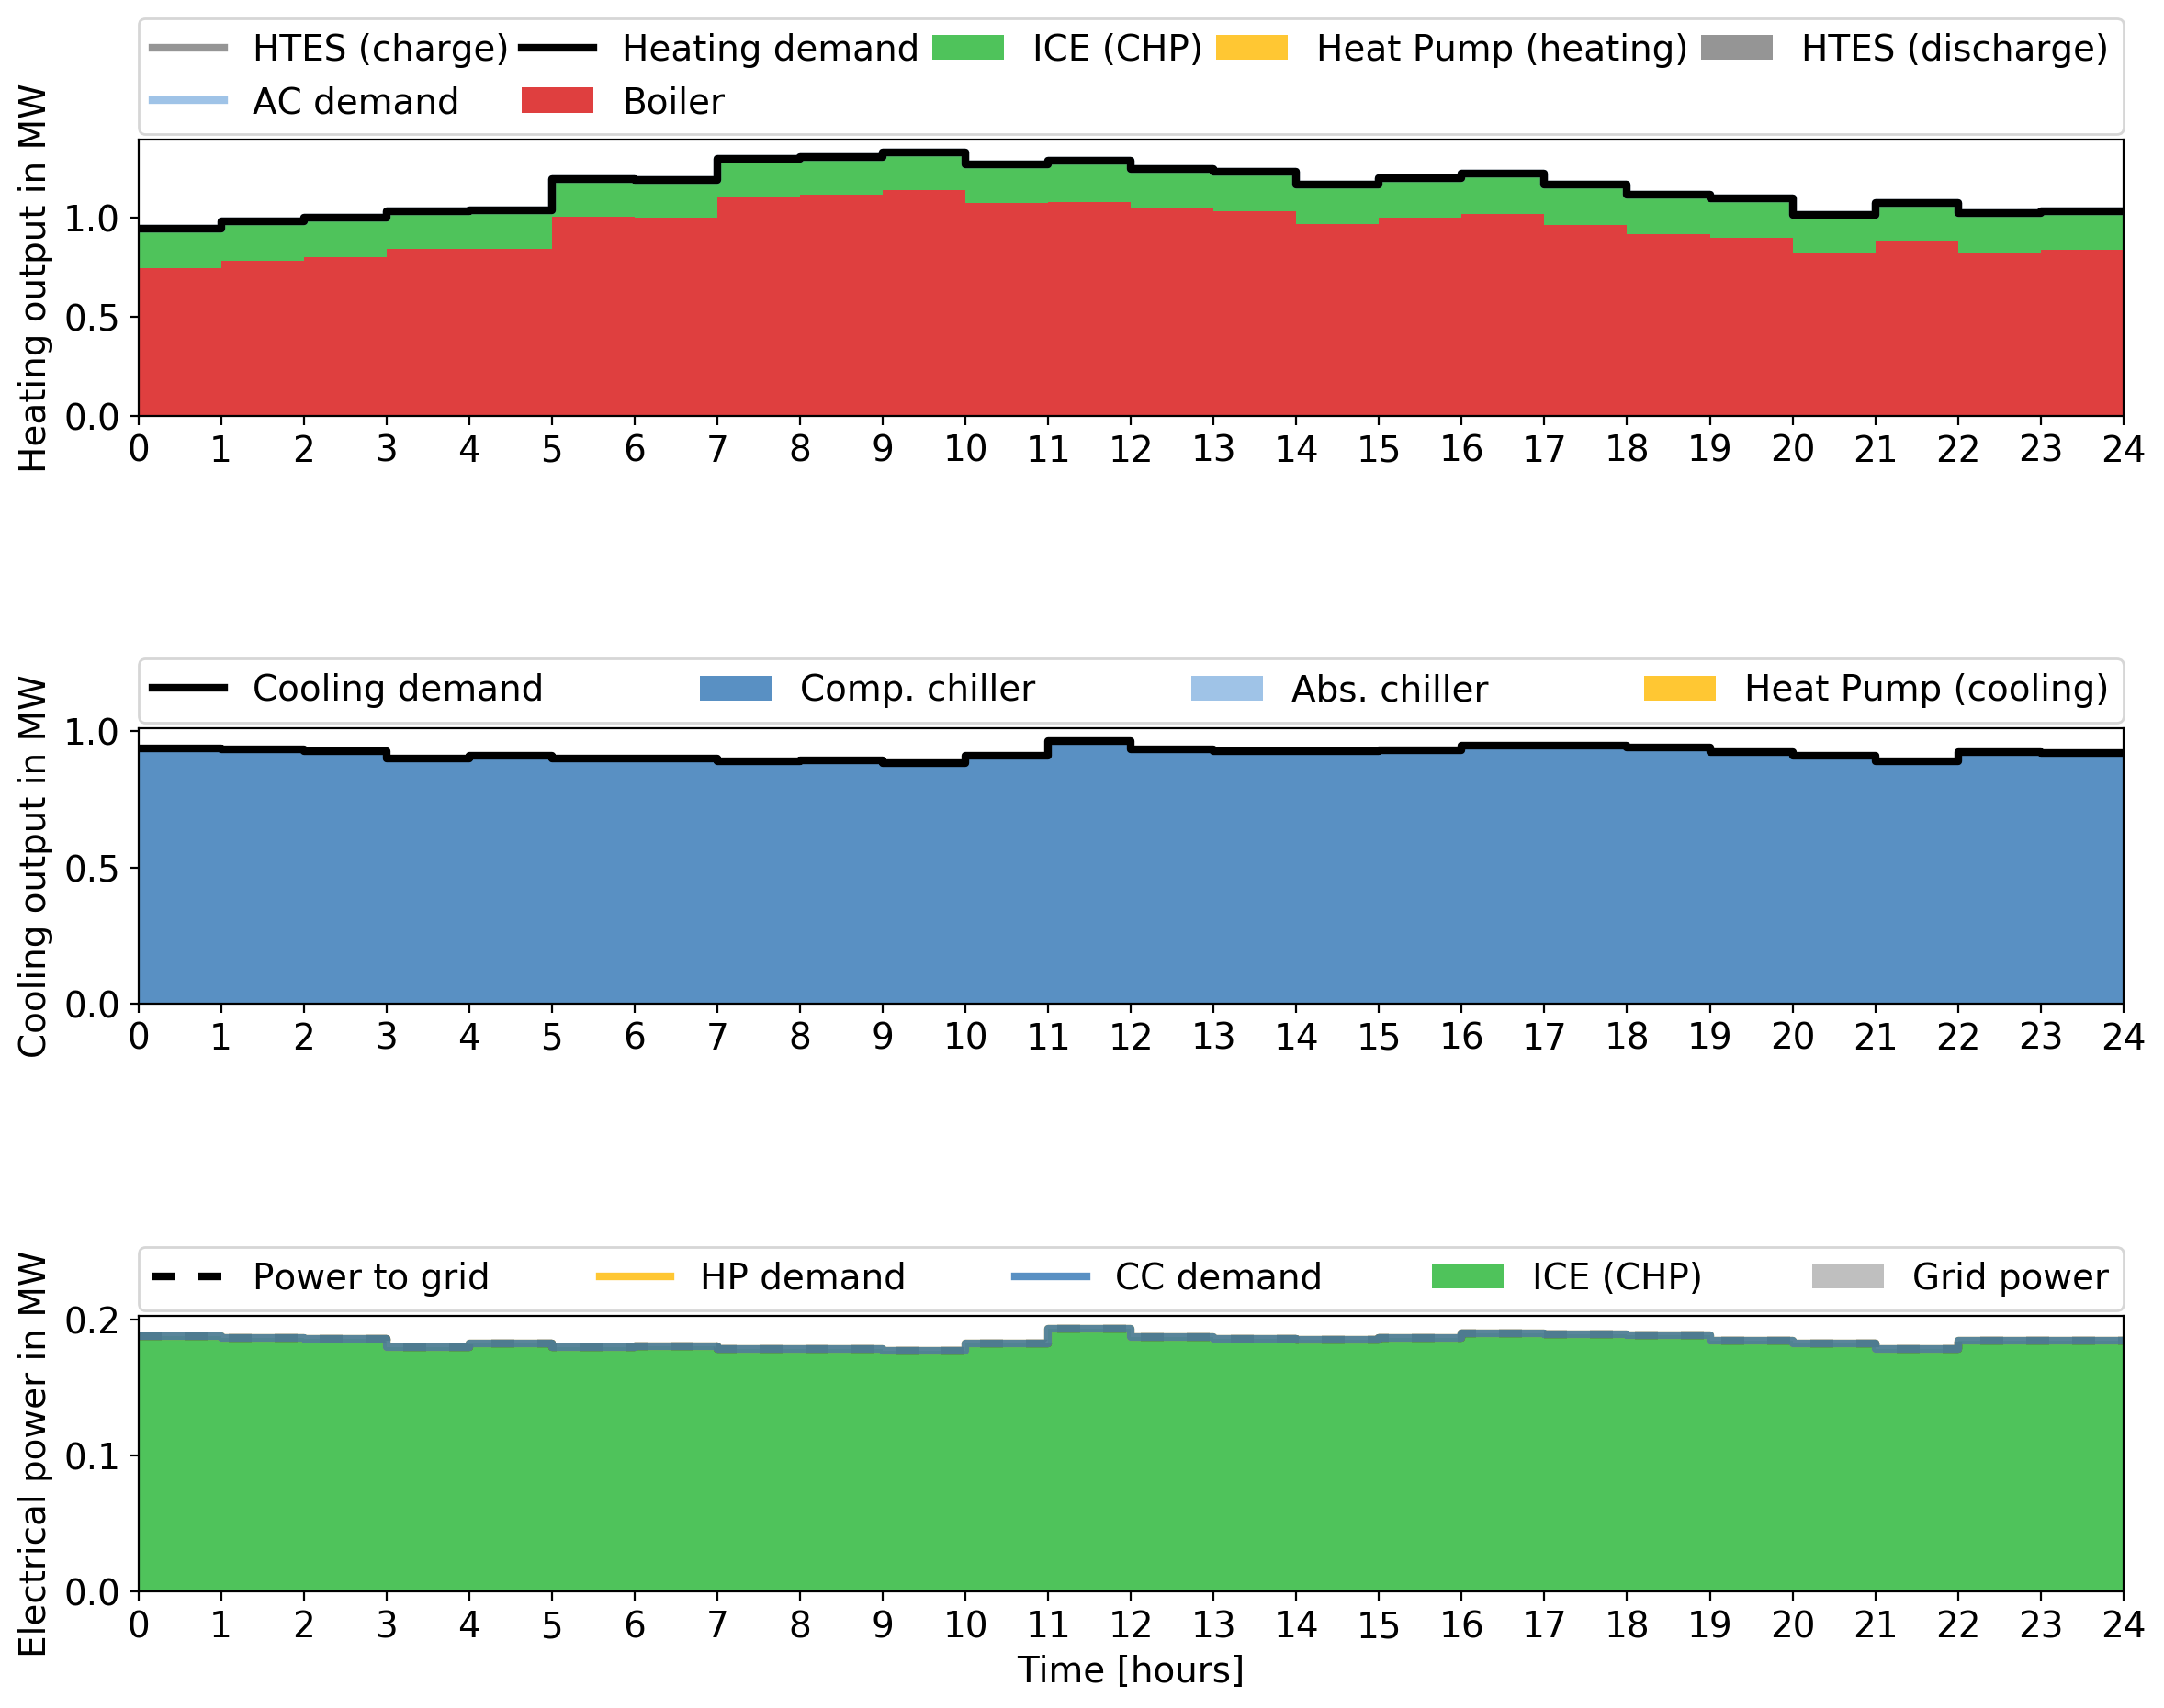 HTES (charge) Heating demand ICE (CHP) Heat Pump (heating) HTES (discharge)
AC demand Boiler
Heating output in MW
1.0
0.5
0.0
0 1 2 3 4 5 6 7 8 9 10 11 12 13 14 15 16 17 18 19 20 21 22 23 24
Cooling demand Comp. chiller Abs. chiller Heat Pump (cooling)
Cooling output in MW
1.0
0.5
0.0
0 1 2 3 4 5 6 7 8 9 10 11 12 13 14 15 16 17 18 19 20 21 22 23 24
Power to grid HP demand CC demand ICE (CHP) Grid power
Electrical power in MW
0.2
0.1
0.0
0 1 2 3 4 5 6 7 8 9 10 11 12 13 14 15 16 17 18 19 20 21 22 23 24
Time [hours]